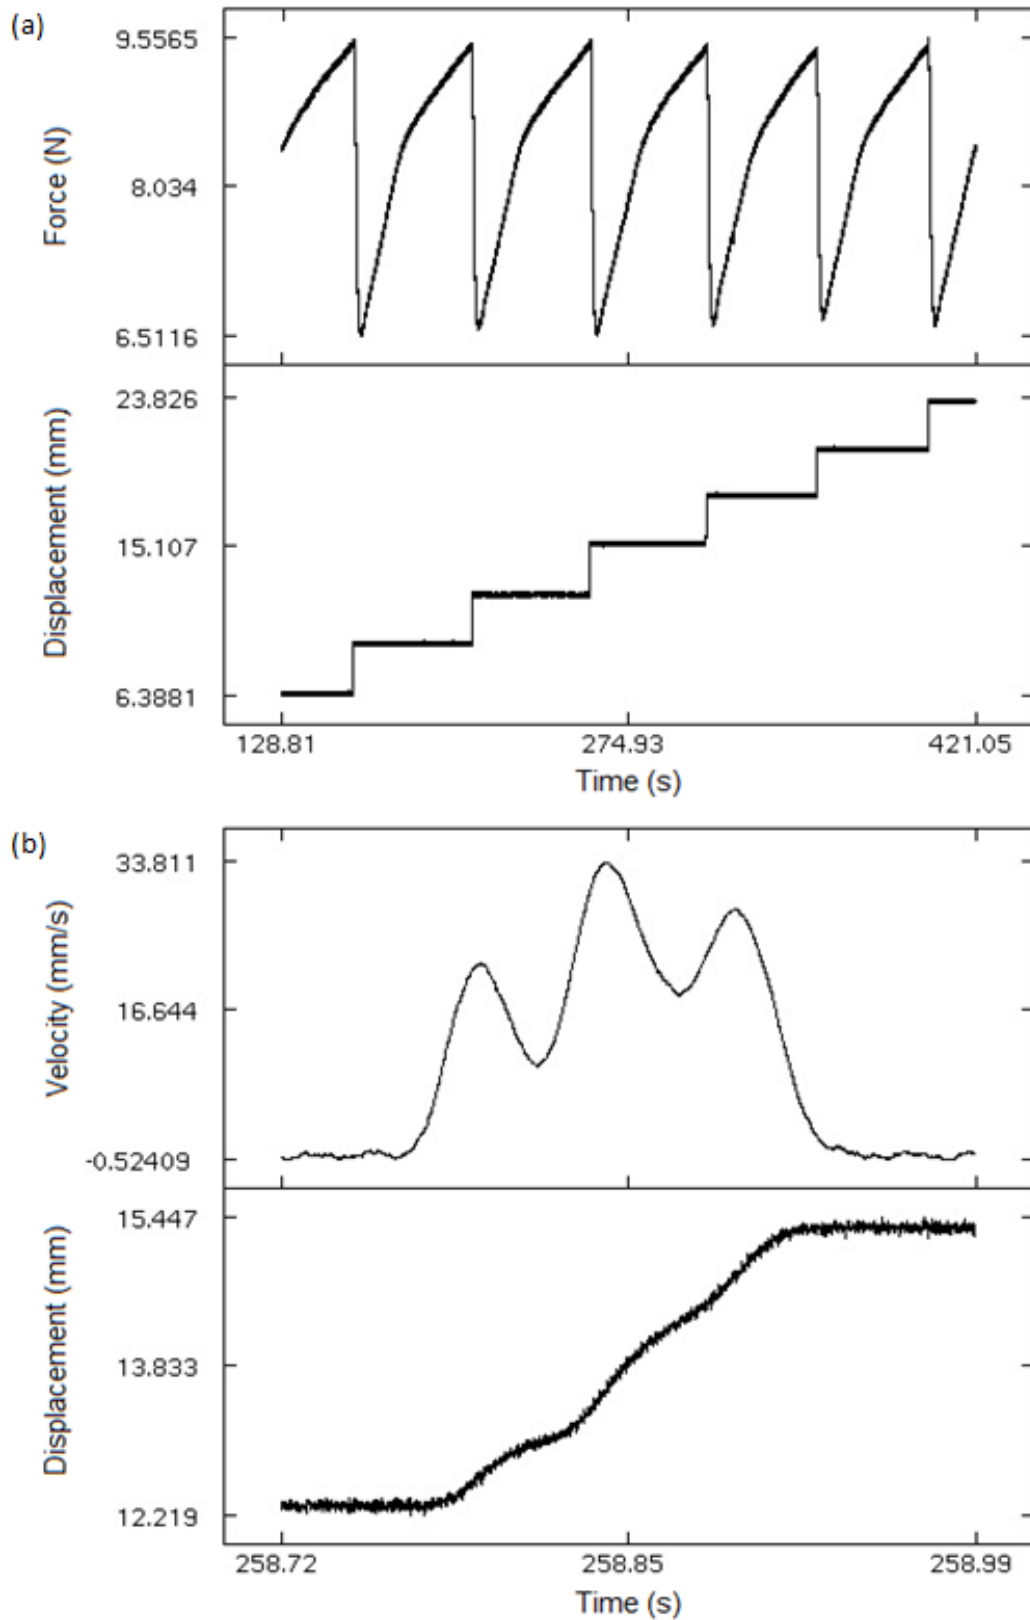 (a)
9.5565
Force (N)
8.034
6.5116
23.826
Displacement (mm)
15.107
6.3881
128.81 274.93 421.05
Time (s)
(b)
33.811
Velocity (mm/s)
16.644
-0.52409
15.447
Displacement (mm)
13.833
12.219
258.72 258.85 258.99
Time (s)